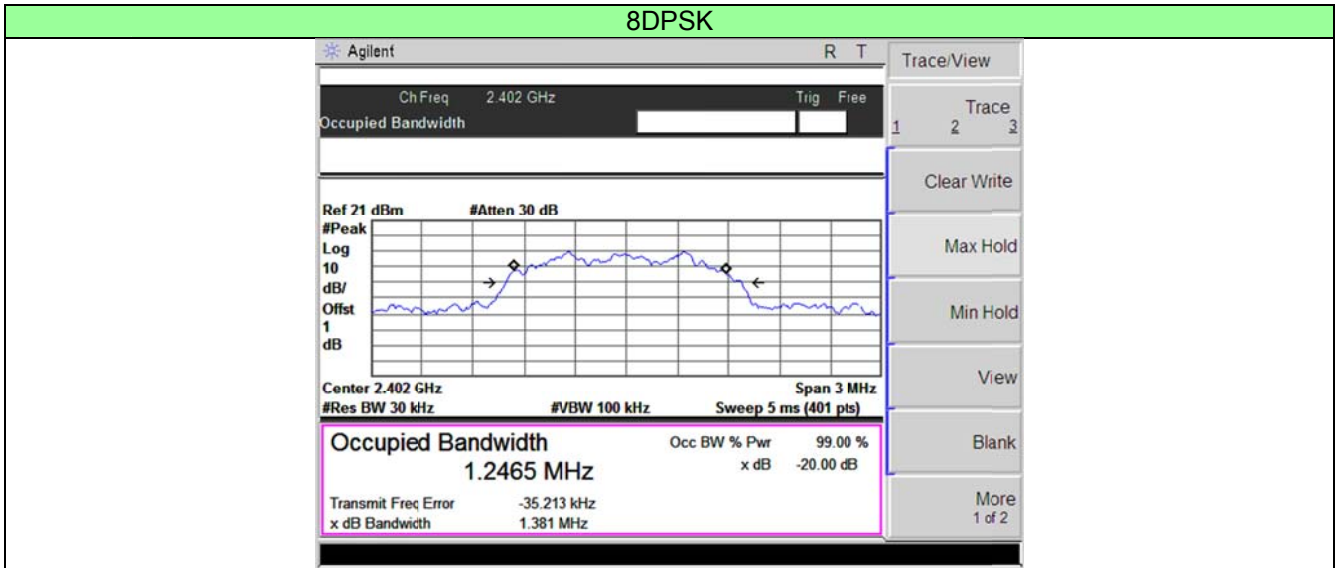 8DPSK
Agilent R T
Trace/View
Ch Freq 2.402 GHz Trig Free
Occupied Bandwidth
Trace
1 2 3
Clear Write
Max Hold
Min Hold
View
Blank
More
1 of 2
Ref 21 dBm #Atten 30 dB
#Peak
Log
10
dB/
Offst
1
dB
Center 2.402 GHz Span 3 MHz
#Res BW 30 kHz #VBW 100 kHz Sweep 5 ms (401 pts)
Occupied Bandwidth Occ BW % Pwr 99.00 %
1.2465 MHz x dB -20.00 dB
Transmit Freq Error -35.213 kHz
x dB Bandwidth 1.381 MHz